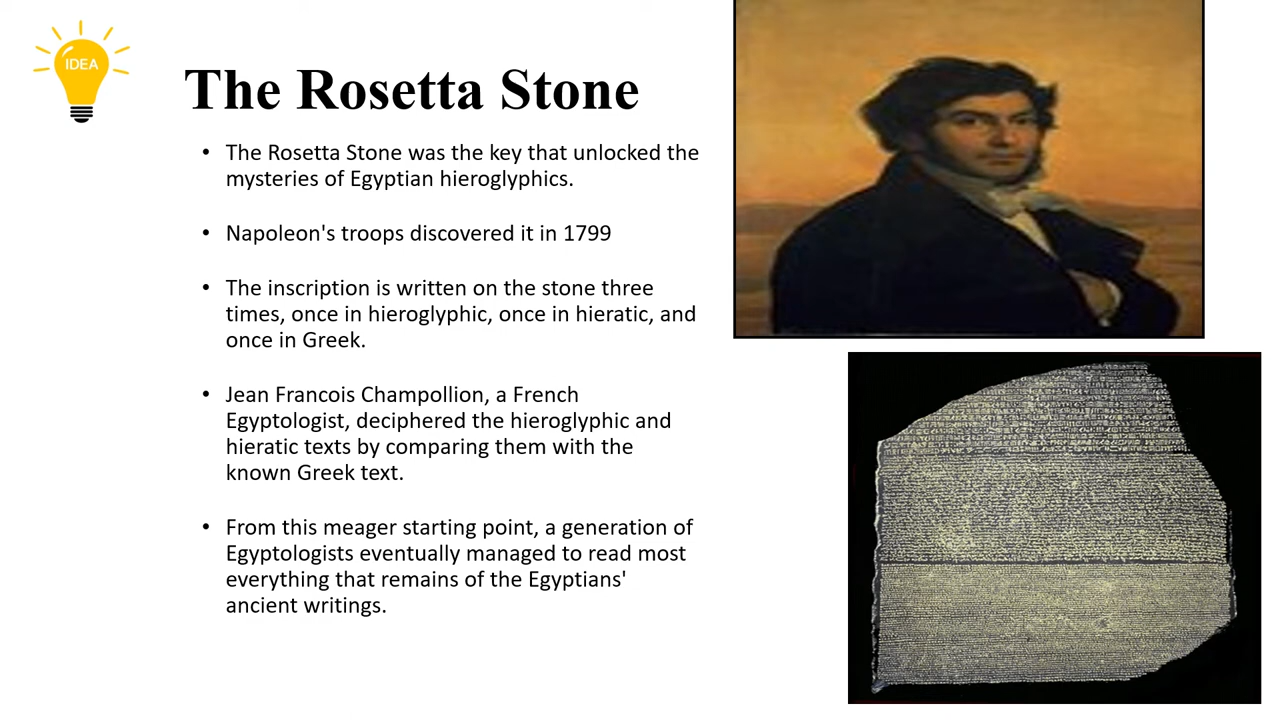 IDEA
The Rosetta Stone
• The Rosetta Stone was the key that unlocked the
mysteries of Egyptian hieroglyphics.
• Napoleon's troops discovered it in 1799
• The inscription is written on the stone three
times, once in hieroglyphic, once in hieratic, and
once in Greek.
• Jean Francois Champollion, a French
Egyptologist, deciphered the hieroglyphic and
hieratic texts by comparing them with the
known Greek text.
• From this meager starting point, a generation of
Egyptologists eventually managed to read most
everything that remains of the Egyptians'
ancient writings.